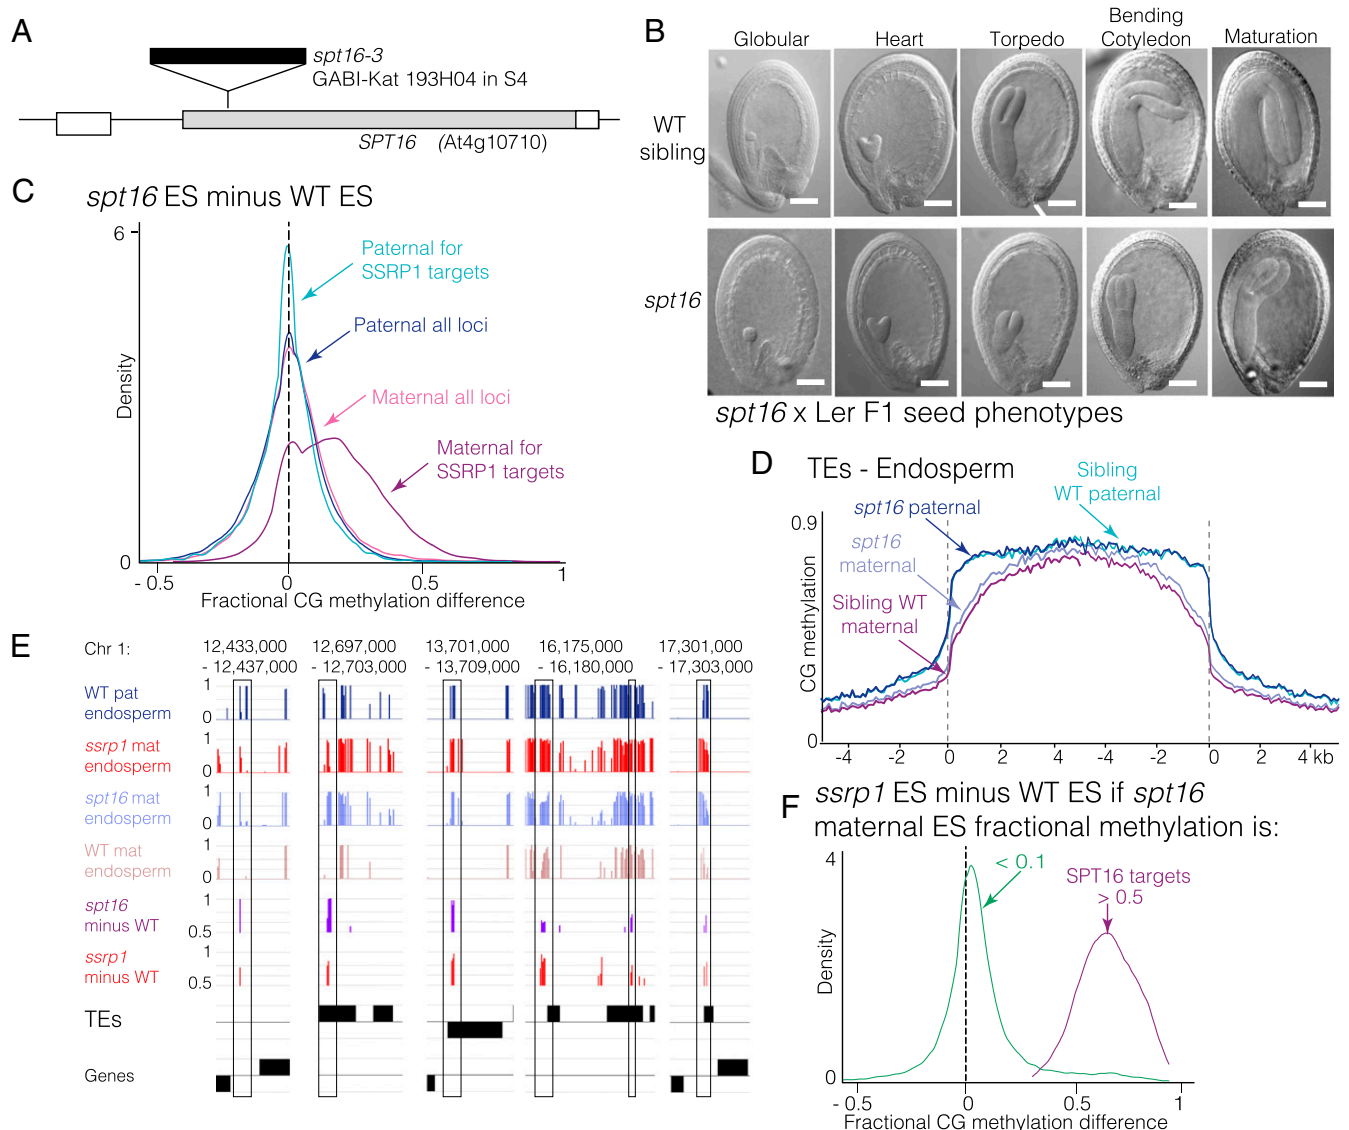 A
spt16-3
GABI-Kat 193H04 in S4
SPT16 (At4g10710)
B
Globular
Heart
Torpedo
Bending
Cotyledon
Maturation
WT
sibling
spt16
spt16 x Ler F1 seed phenotypes
C
spt16 ES minus WT ES
6
Density
0
Paternal for
SSRP1 targets
Paternal all loci
Maternal all loci
Maternal for
SSRP1 targets
- 0.5 0 0.5 1
Fractional CG methylation difference
D
TEs - Endosperm
Sibling
WT paternal
spt16 paternal
spt16
maternal
Sibling WT
maternal
0.9
CG methylation
0
-4 -2 0 2 4 -4 -2 0 2 4 kb
E
Chr 1:
12,433,000
- 12,437,000
12,697,000
- 12,703,000
13,701,000
- 13,709,000
16,175,000
- 16,180,000
17,301,000
- 17,303,000
WT pat
endosperm
1
0
ssrp1 mat
endosperm
1
0
spt16 mat
endosperm
1
0
WT mat
endosperm
1
0
spt16
minus WT
1
0.5
ssrp1
minus WT
1
0.5
TEs
Genes
F
ssrp1 ES minus WT ES if spt16
maternal ES fractional methylation is:
4
Density
0
< 0.1
SPT16 targets
> 0.5
- 0.5 0 0.5 1
Fractional CG methylation difference